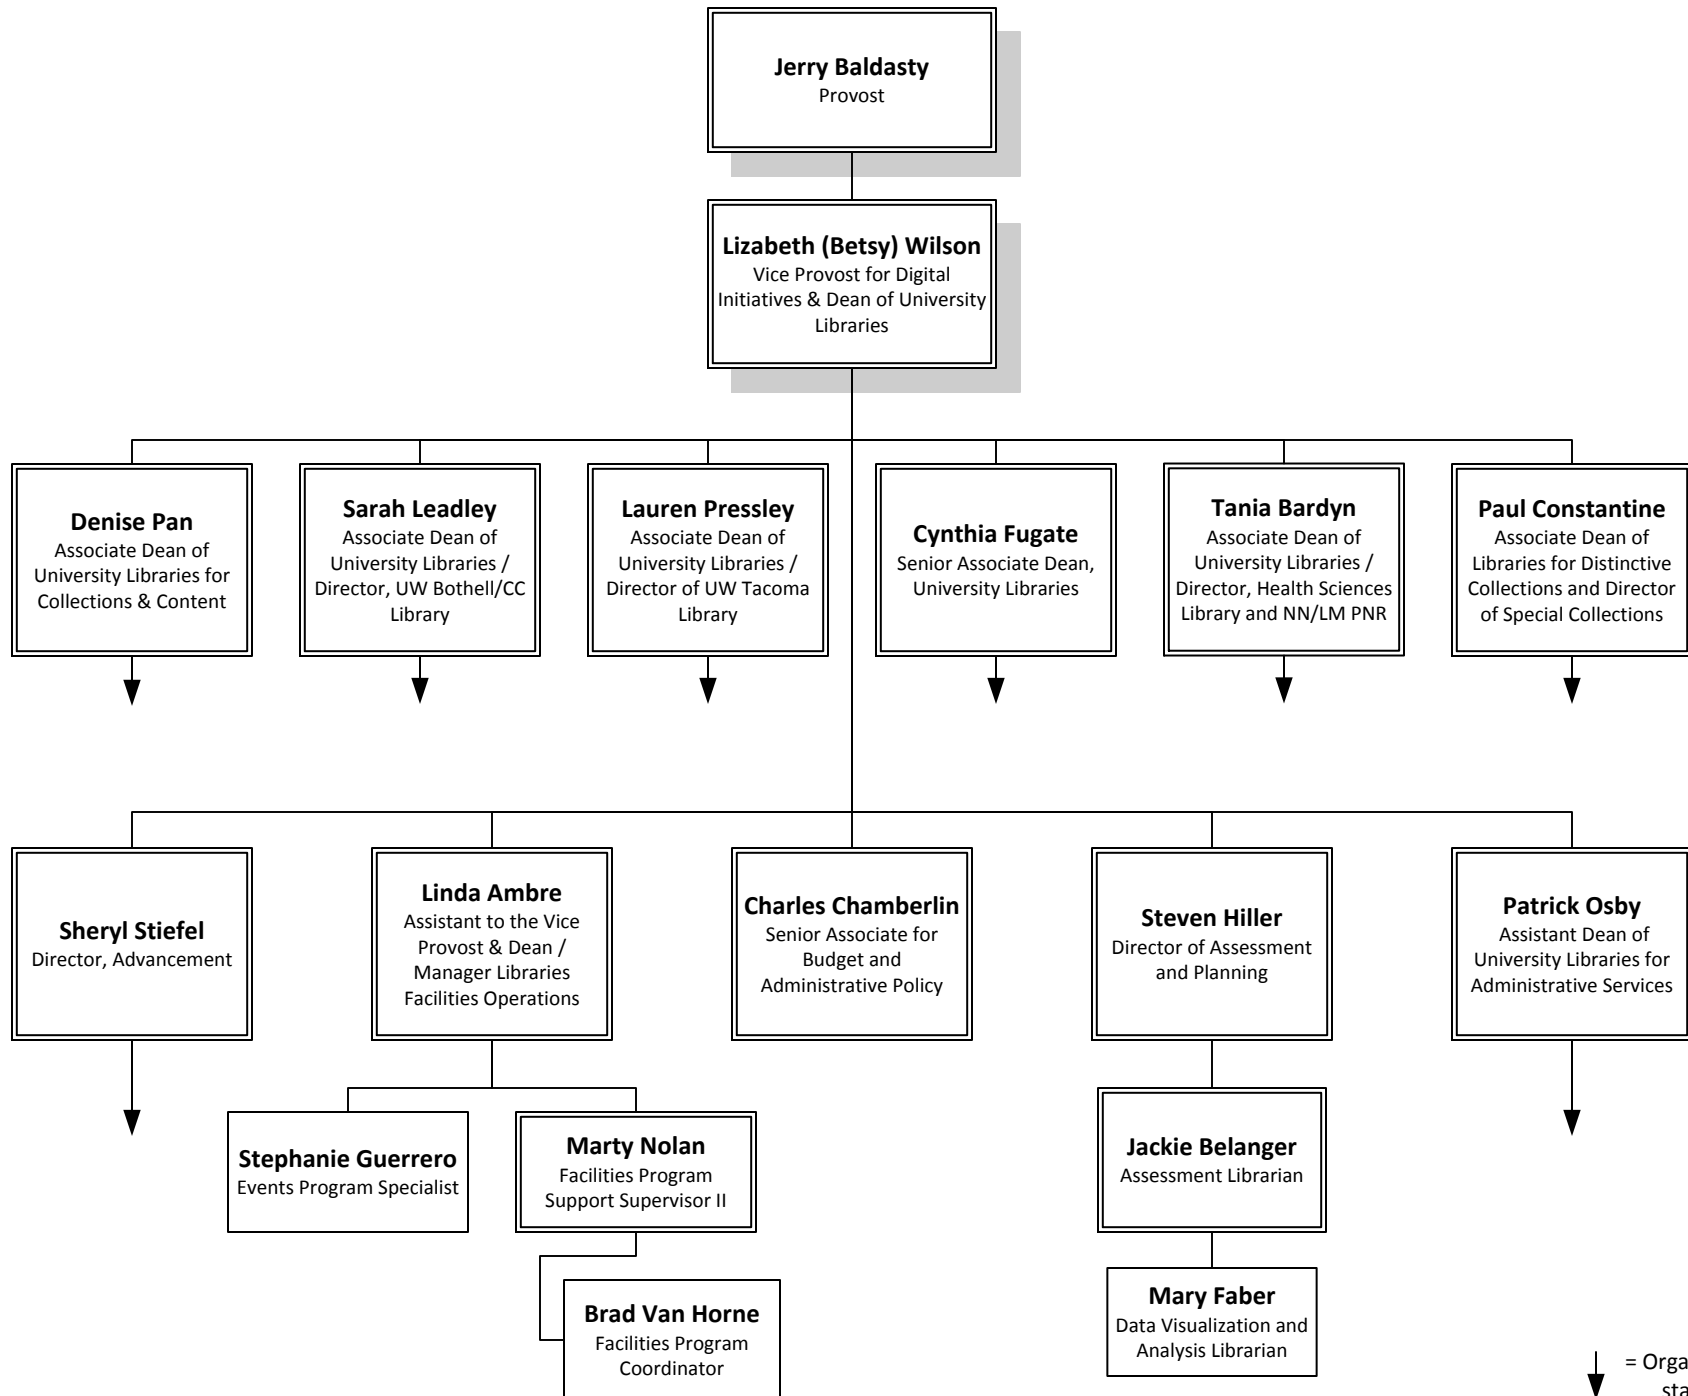 Jerry Baldasty
Provost
Lizabeth (Betsy) Wilson
Vice Provost for Digital
Initiatives & Dean of University
Libraries
Denise Pan
Associate Dean of
University Libraries for
Collections & Content
Sarah Leadley
Associate Dean of
University Libraries /
Director, UW Bothell/CC
Library
Lauren Pressley
Associate Dean of
University Libraries /
Director of UW Tacoma
Library
Cynthia Fugate
Senior Associate Dean,
University Libraries
Tania Bardyn
Associate Dean of
University Libraries /
Director, Health Sciences
Library and NN/LM PNR
Paul Constantine
Associate Dean of
Libraries for Distinctive
Collections and Director
of Special Collections
Sheryl Stiefel
Director, Advancement
Linda Ambre
Assistant to the Vice
Provost & Dean /
Manager Libraries
Facilities Operations
Charles Chamberlin
Senior Associate for
Budget and
Administrative Policy
Steven Hiller
Director of Assessment
and Planning
Patrick Osby
Assistant Dean of
University Libraries for
Administrative Services
Stephanie Guerrero
Events Program Specialist
Marty Nolan
Facilities Program
Support Supervisor II
Jackie Belanger
Assessment Librarian
Brad Van Horne
Facilities Program
Coordinator
Mary Faber
Data Visualization and
Analysis Librarian
= Orga
sta